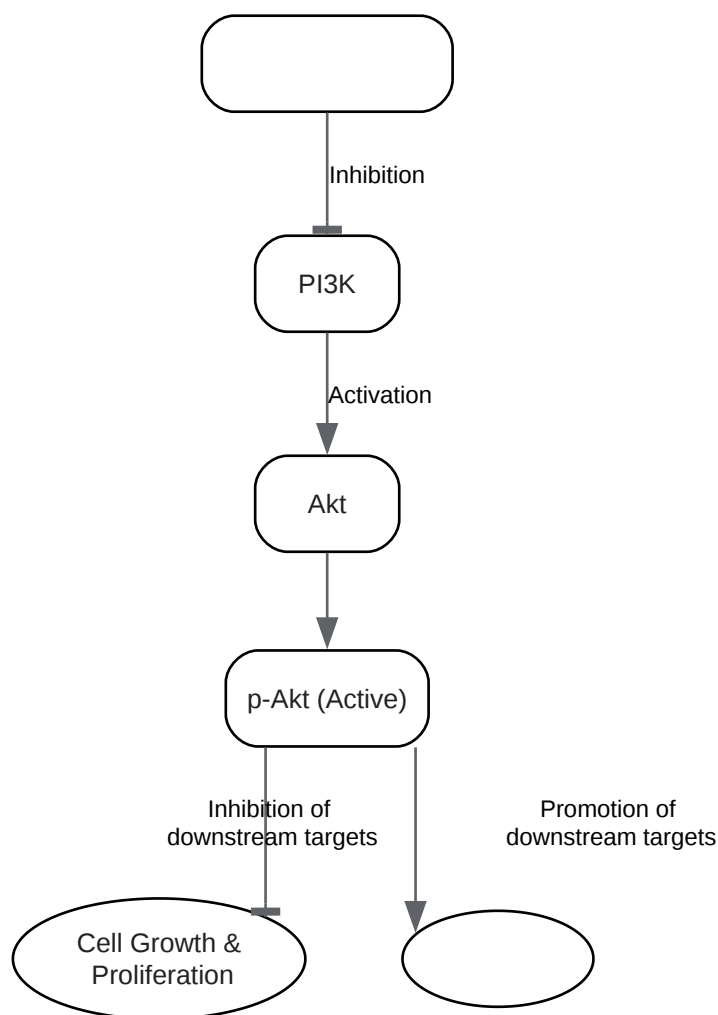 Inhibition
PI3K
Activation
Akt
p-Akt (Active)
Inhibition of
downstream targets
Promotion of
downstream targets
Cell Growth &
Proliferation